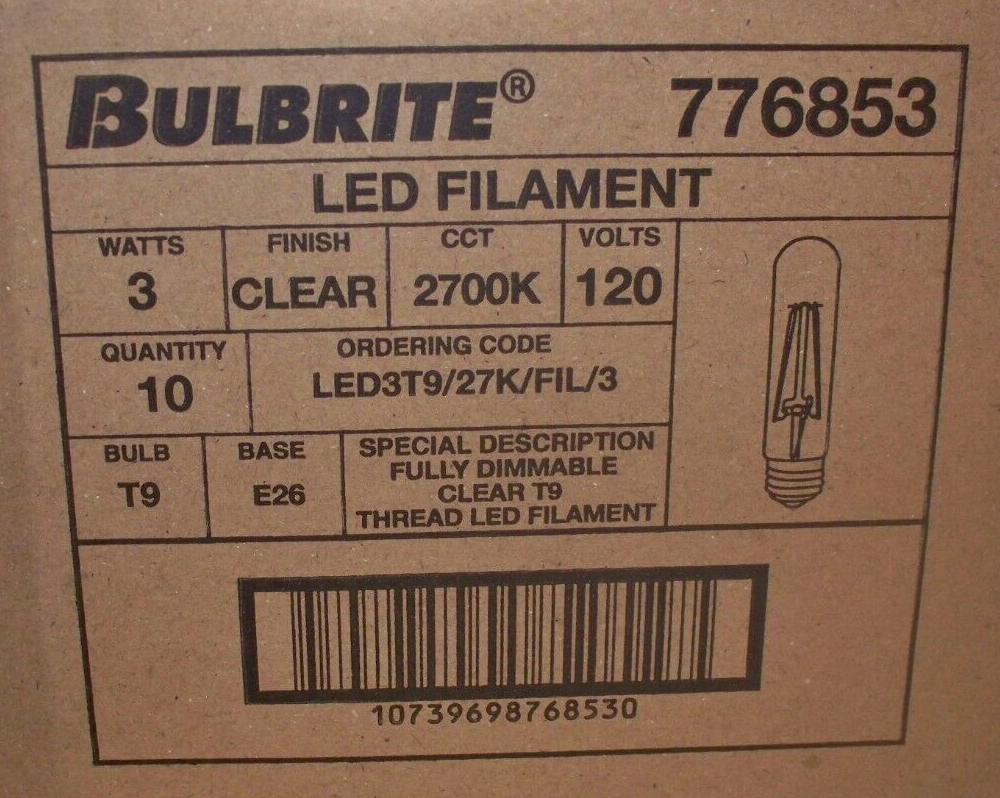 BULBRITE® 776853
LED FILAMENT
WATTS FINISH CCT VOLTS
3 CLEAR 2700K 120
QUANTITY ORDERING CODE
10 LED3T9/27K/FIL/3
BULB BASE SPECIAL DESCRIPTION
T9 E26 FULLY DIMMABLE
CLEAR T9
THREAD LED FILAMENT
10739698768530